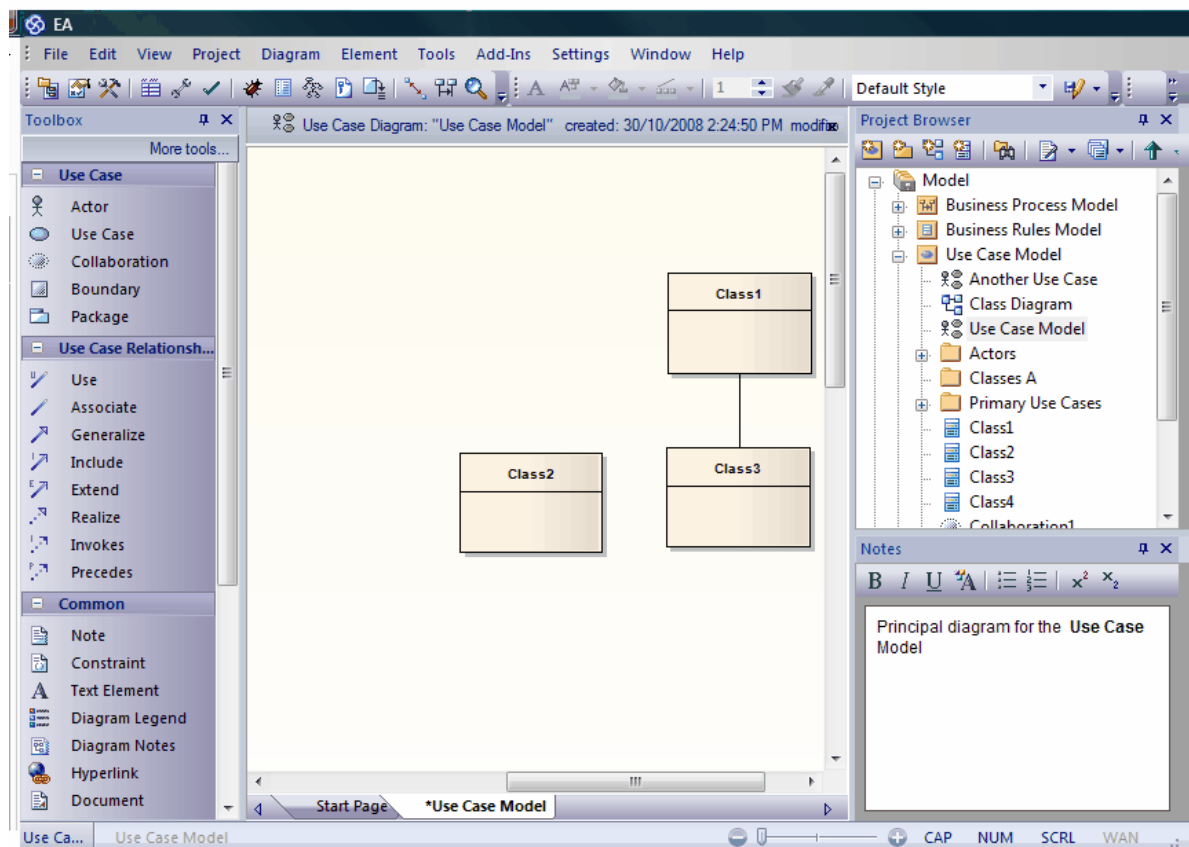 EA
File Edit View Project Diagram Element Tools Add-Ins Settings Window Help
1 Default Style
Toolbox
More tools...
Use Case
Actor
Use Case
Collaboration
Boundary
Package
Use Case Relationsh...
Use
Associate
Generalize
Include
Extend
Realize
Invokes
Precedes
Common
Note
Constraint
Text Element
Diagram Legend
Diagram Notes
Hyperlink
Document
Use Case Diagram: "Use Case Model" created: 30/10/2008 2:24:50 PM modifie
Class1
Class2
Class3
Start Page
*Use Case Model
Project Browser
Model
Business Process Model
Business Rules Model
Use Case Model
Another Use Case
Class Diagram
Use Case Model
Actors
Classes A
Primary Use Cases
Class1
Class2
Class3
Class4
Collaboration1
Notes
B I U A x² x₂
Principal diagram for the Use Case
Model
Use Ca... Use Case Model CAP NUM SCRL WAN